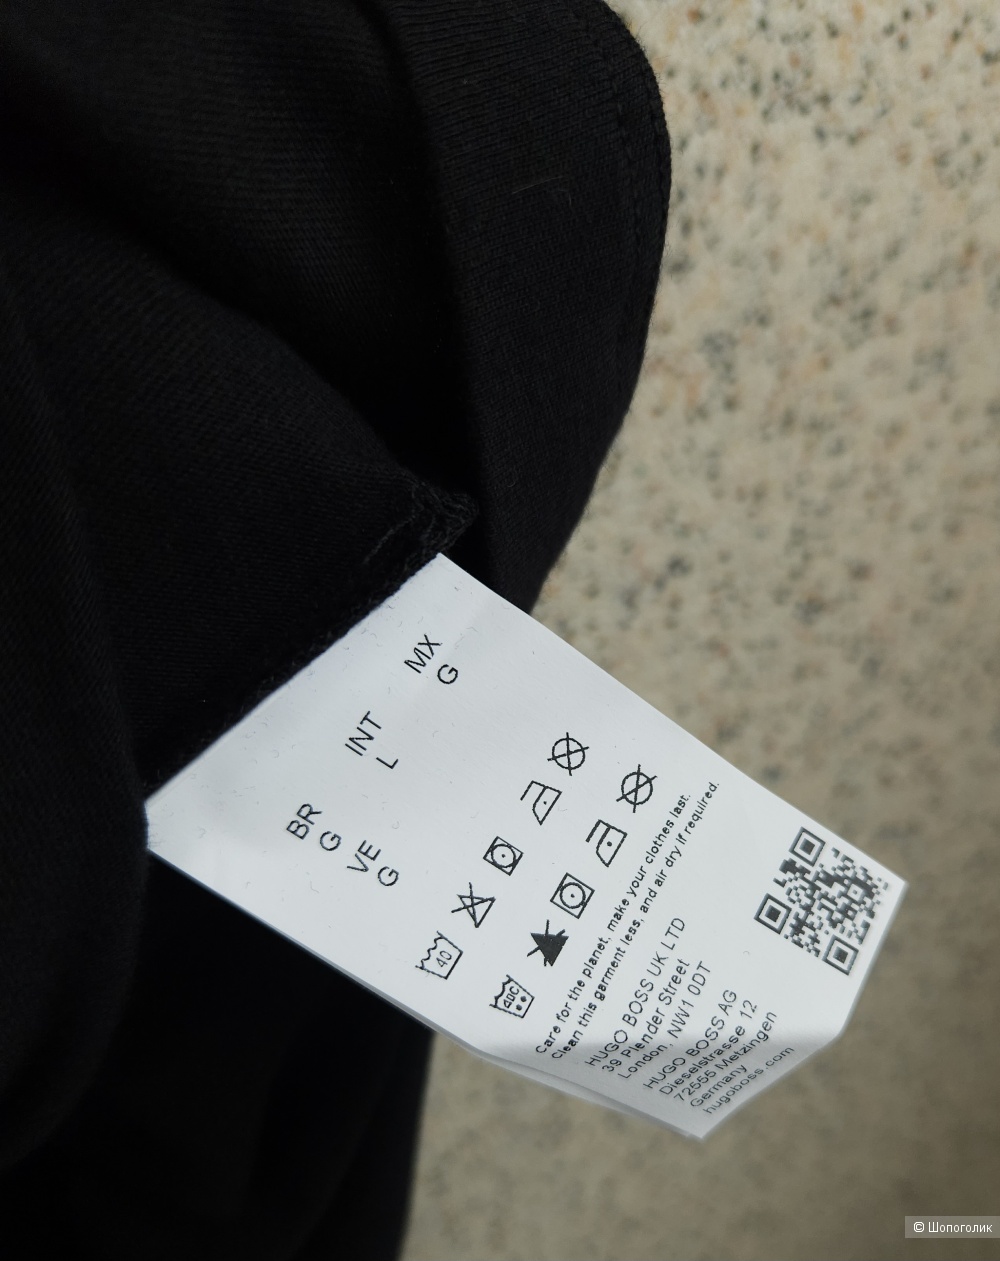 MX
G
INT
L
BR
G
VE
G
40
40C
Care for the planet, make your clothes last.
Clean this garment less, and air dry if required.
HUGO BOSS UK LTD
39 Plender Street
London, NW1 0DT
HUGO BOSS AG
Dieselstrasse 12
72555 Metzingen
Germany
hugoboss.com
© Шопоголик